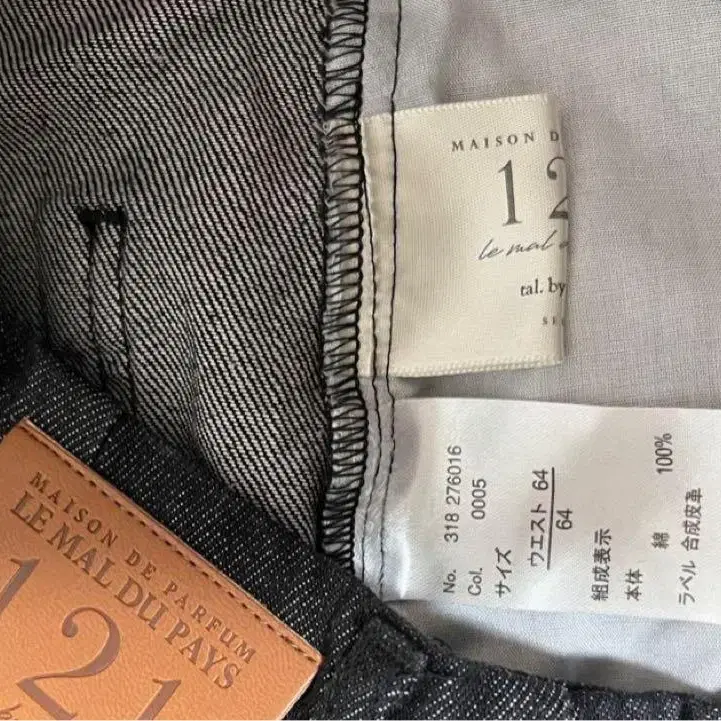 MAISON D
1 2
le mal d
tal. by
No. 318 276016
Col. 0005
サイズ
ウエスト 64
64
組成表示
本体 綿 100%
ラベル 合成皮革
MAISON DE PARFUM
LE MAL DU PAYS
121